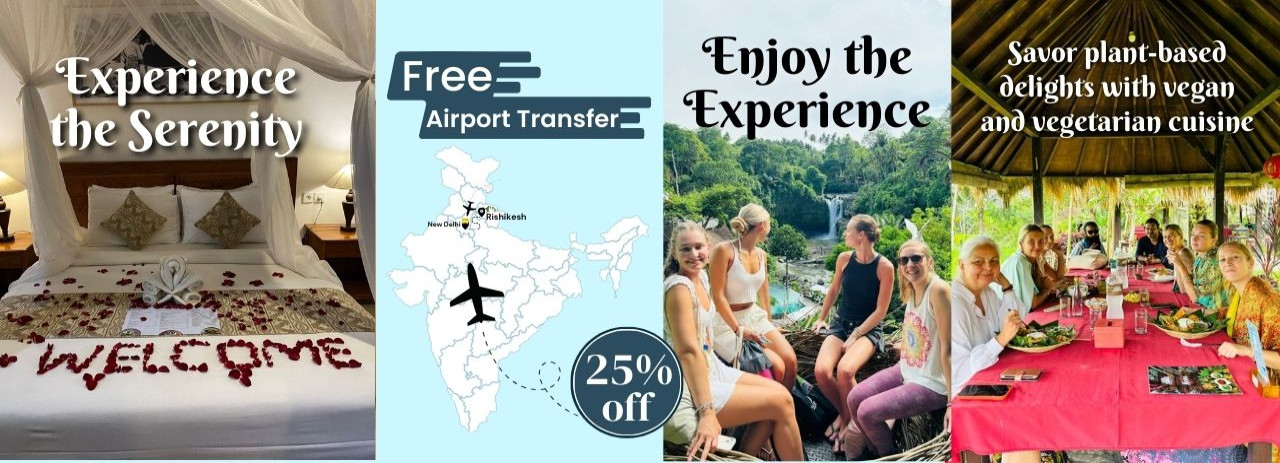 Experience
the Serenity
WELCOME
Free
Airport Transfer
Rishikesh
New Delhi
25%
off
Enjoy the
Experience
Savor plant-based
delights with vegan
and vegetarian cuisine